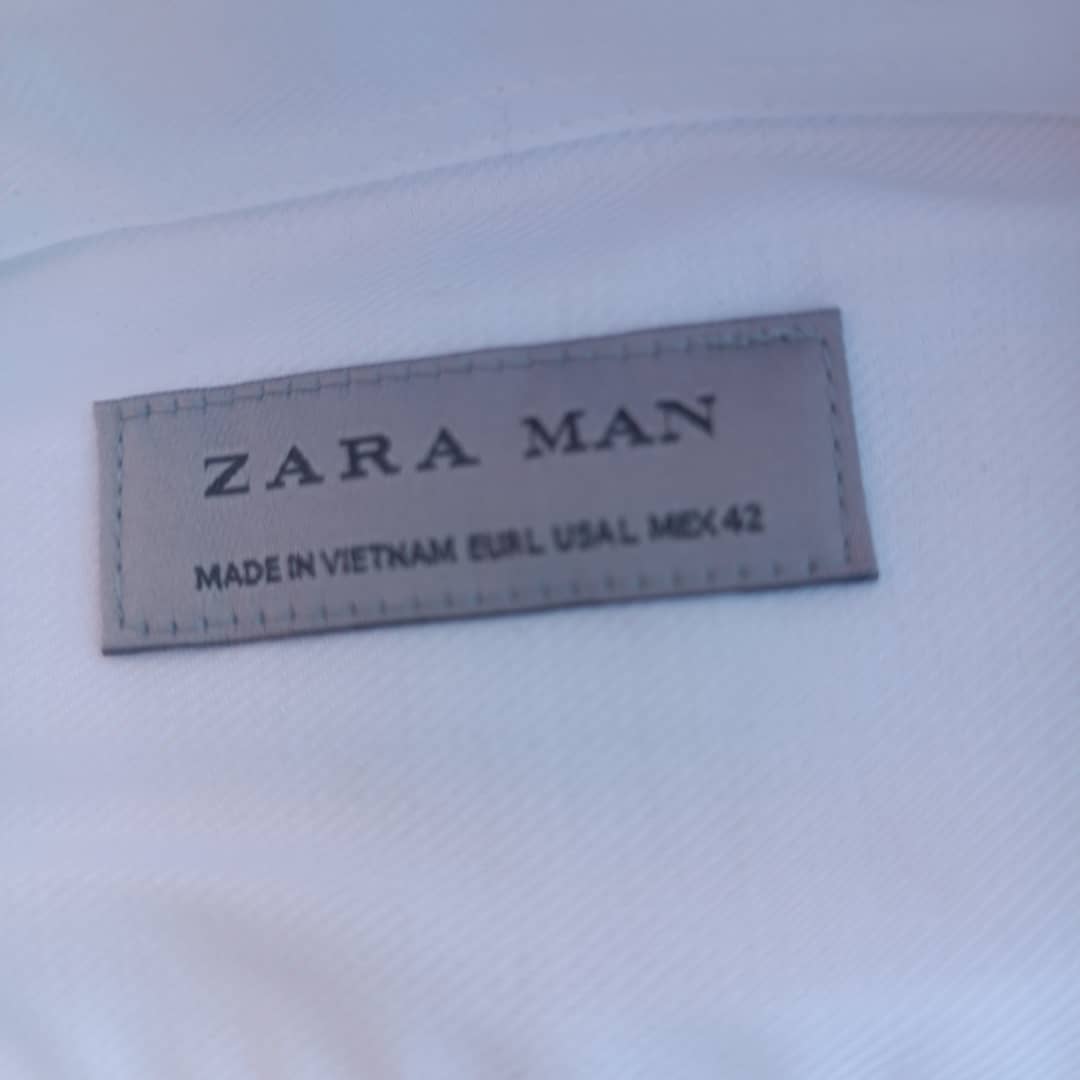 ZARA MAN
MADE IN VIETNAM EUR L USA L MEX 42